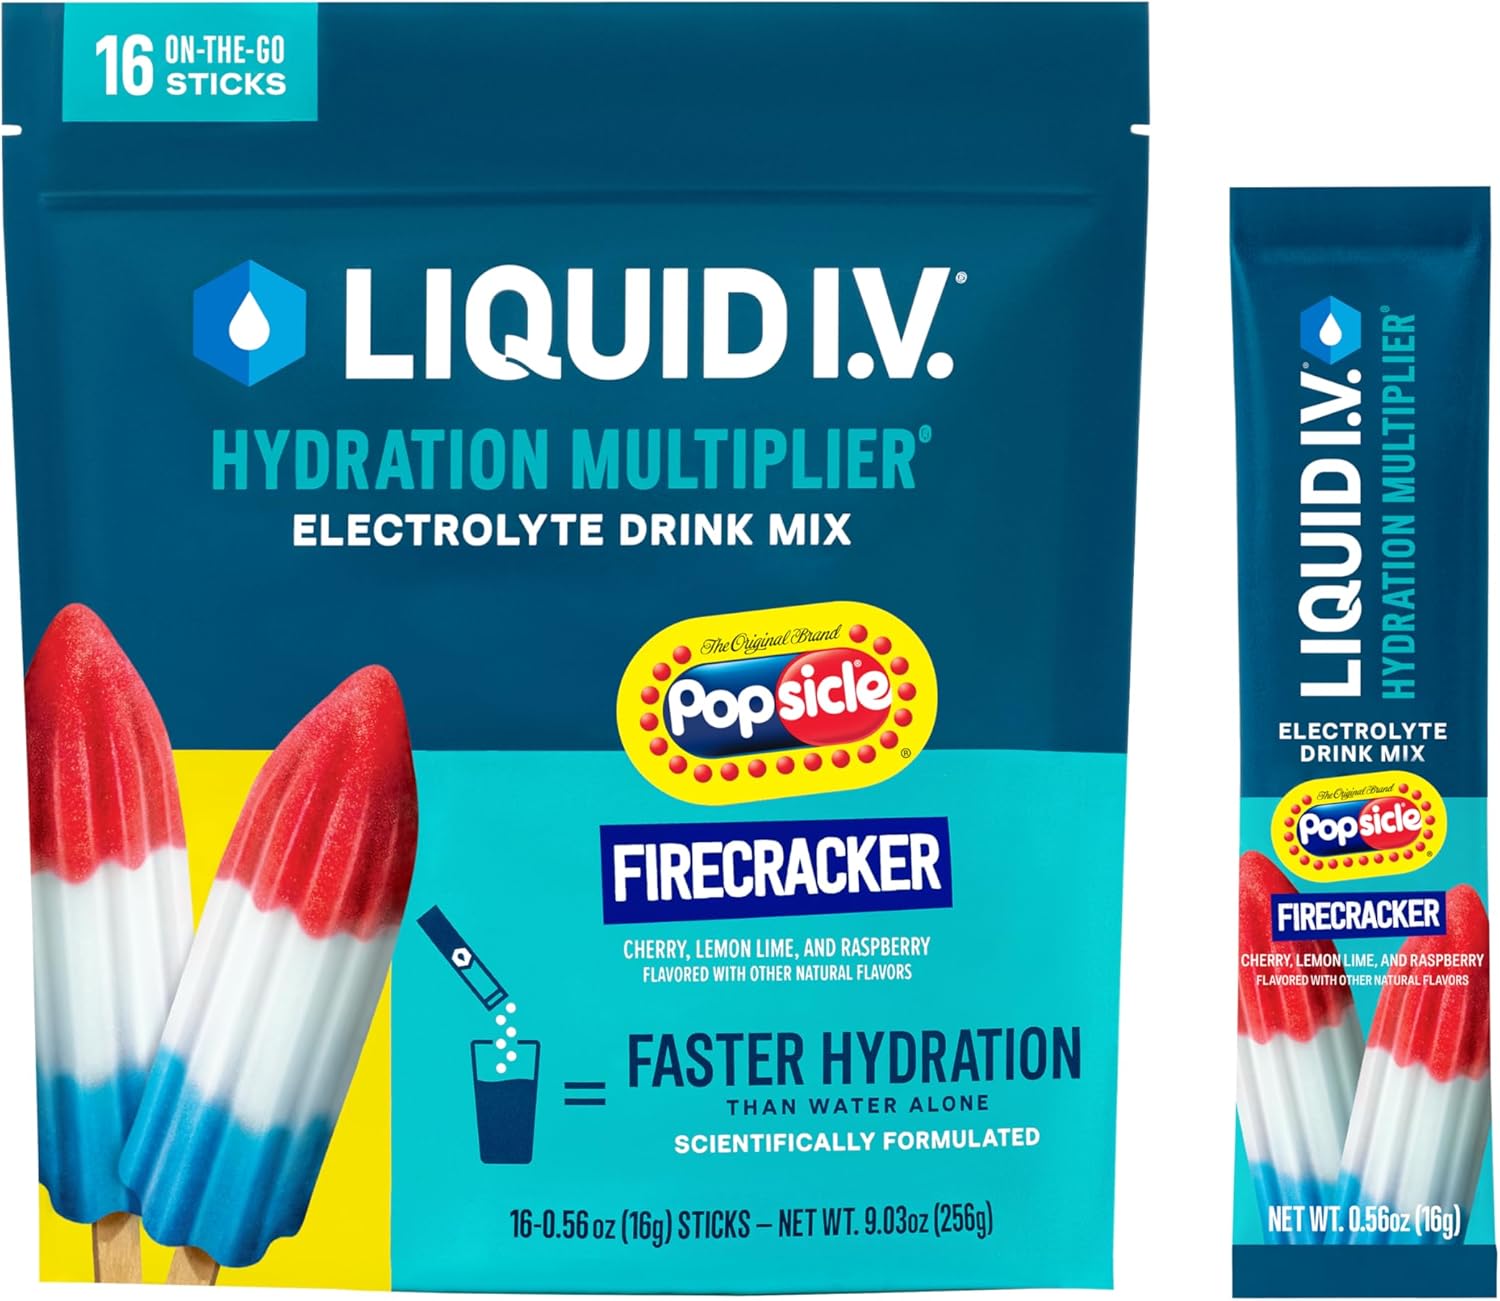 16 ON-THE-GO
STICKS
LIQUID I.V.®
HYDRATION MULTIPLIER®
ELECTROLYTE DRINK MIX
The Original Brand
Popsicle®
®
FIRECRACKER
CHERRY, LEMON LIME, AND RASPBERRY
FLAVORED WITH OTHER NATURAL FLAVORS
= FASTER HYDRATION
THAN WATER ALONE
SCIENTIFICALLY FORMULATED
16-0.56 oz (16g) STICKS – NET WT. 9.03oz (256g)
LIQUID I.V.®
HYDRATION MULTIPLIER®
ELECTROLYTE
DRINK MIX
The Original Brand
Popsicle®
®
FIRECRACKER
CHERRY, LEMON LIME, AND RASPBERRY
FLAVORED WITH OTHER NATURAL FLAVORS
NET WT. 0.56oz (16g)